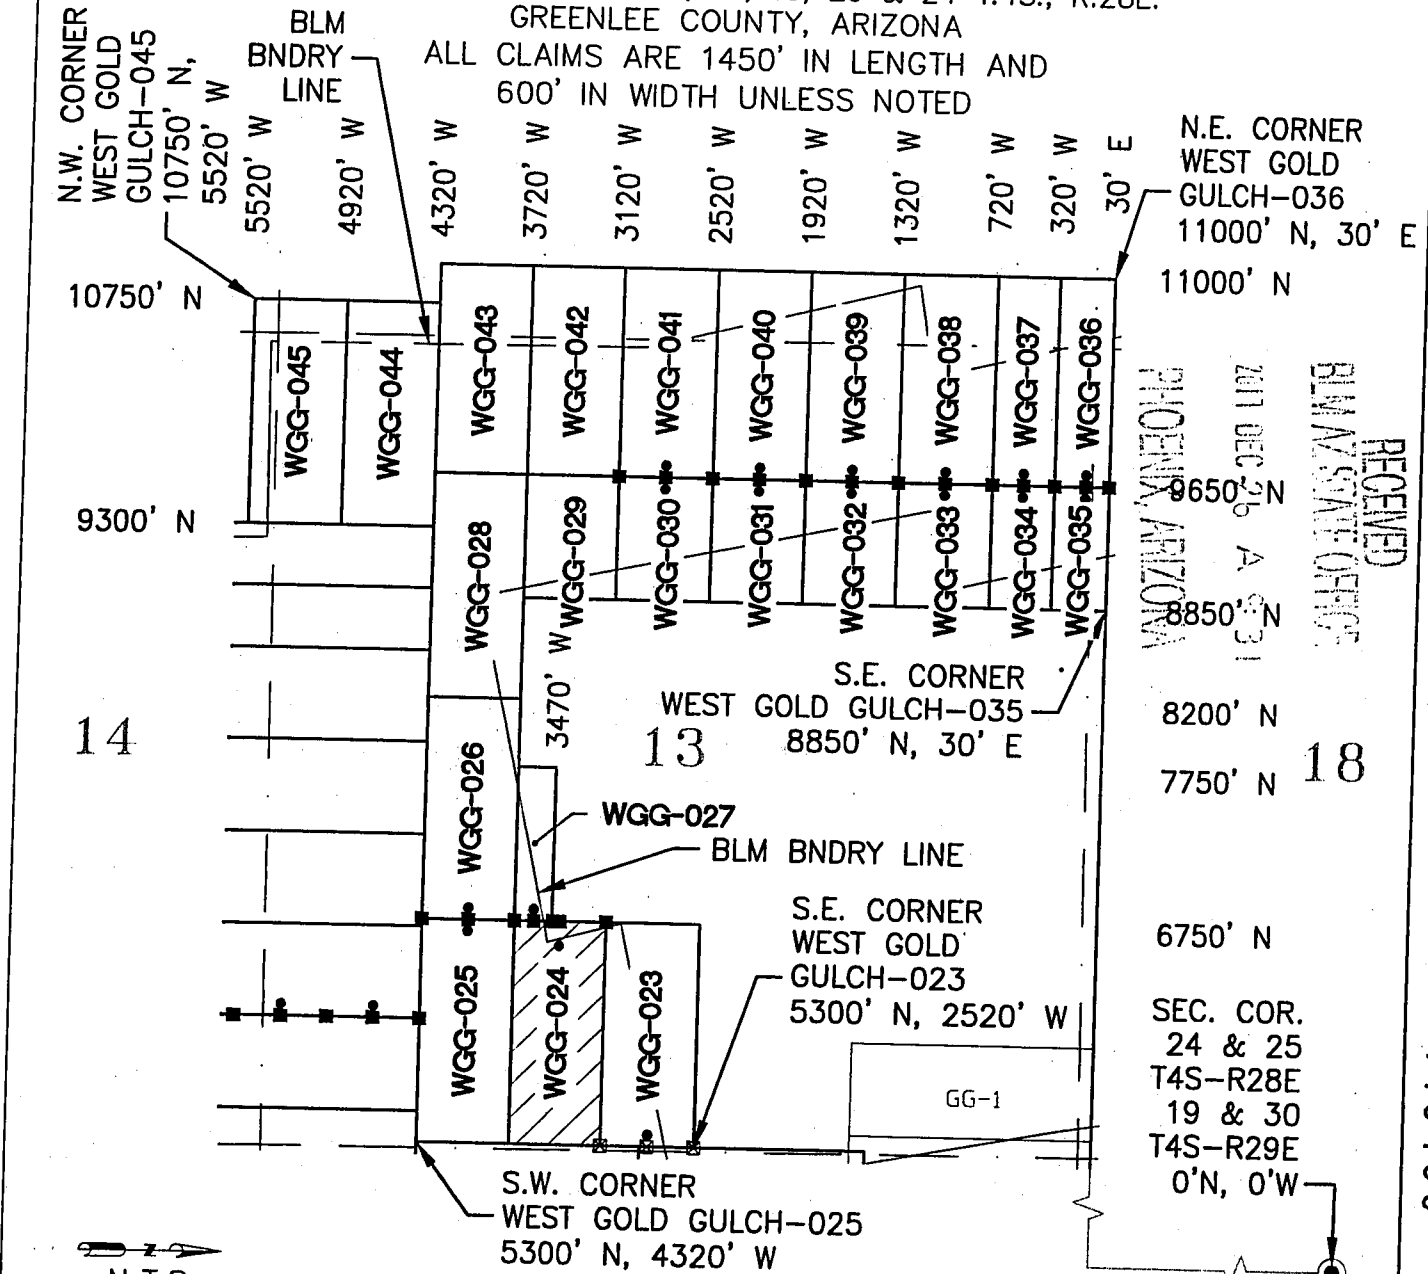 GREENLEE COUNTY, ARIZONA
ALL CLAIMS ARE 1450' IN LENGTH AND
600' IN WIDTH UNLESS NOTED
N.W. CORNER
WEST GOLD
GULCH-045
10750' N,
5520' W
BLM
BNDRY
LINE
5520' W
4920' W
4320' W
3720' W
3120' W
2520' W
1920' W
1320' W
720' W
320' W
30' E
N.E. CORNER
WEST GOLD
GULCH-036
11000' N, 30' E
10750' N
11000' N
WGG-045
WGG-044
WGG-043
WGG-042
WGG-041
WGG-040
WGG-039
WGG-038
WGG-037
WGG-036
RECEIVED
BLM AZ STATE OFFICE
PHOENIX, ARIZONA
9300' N
9650' N
WGG-028
WGG-029
WGG-030
WGG-031
WGG-032
WGG-033
WGG-034
WGG-035
8850' N
3470' W
S.E. CORNER
WEST GOLD GULCH-035
8850' N, 30' E
8200' N
14
13
18
7750' N
WGG-026
WGG-027
BLM BNDRY LINE
S.E. CORNER
WEST GOLD
GULCH-023
5300' N, 2520' W
6750' N
WGG-025
WGG-024
WGG-023
GG-1
SEC. COR.
24 & 25
T4S-R28E
19 & 30
T4S-R29E
0'N, 0'W
S.W. CORNER
WEST GOLD GULCH-025
5300' N, 4320' W
Z